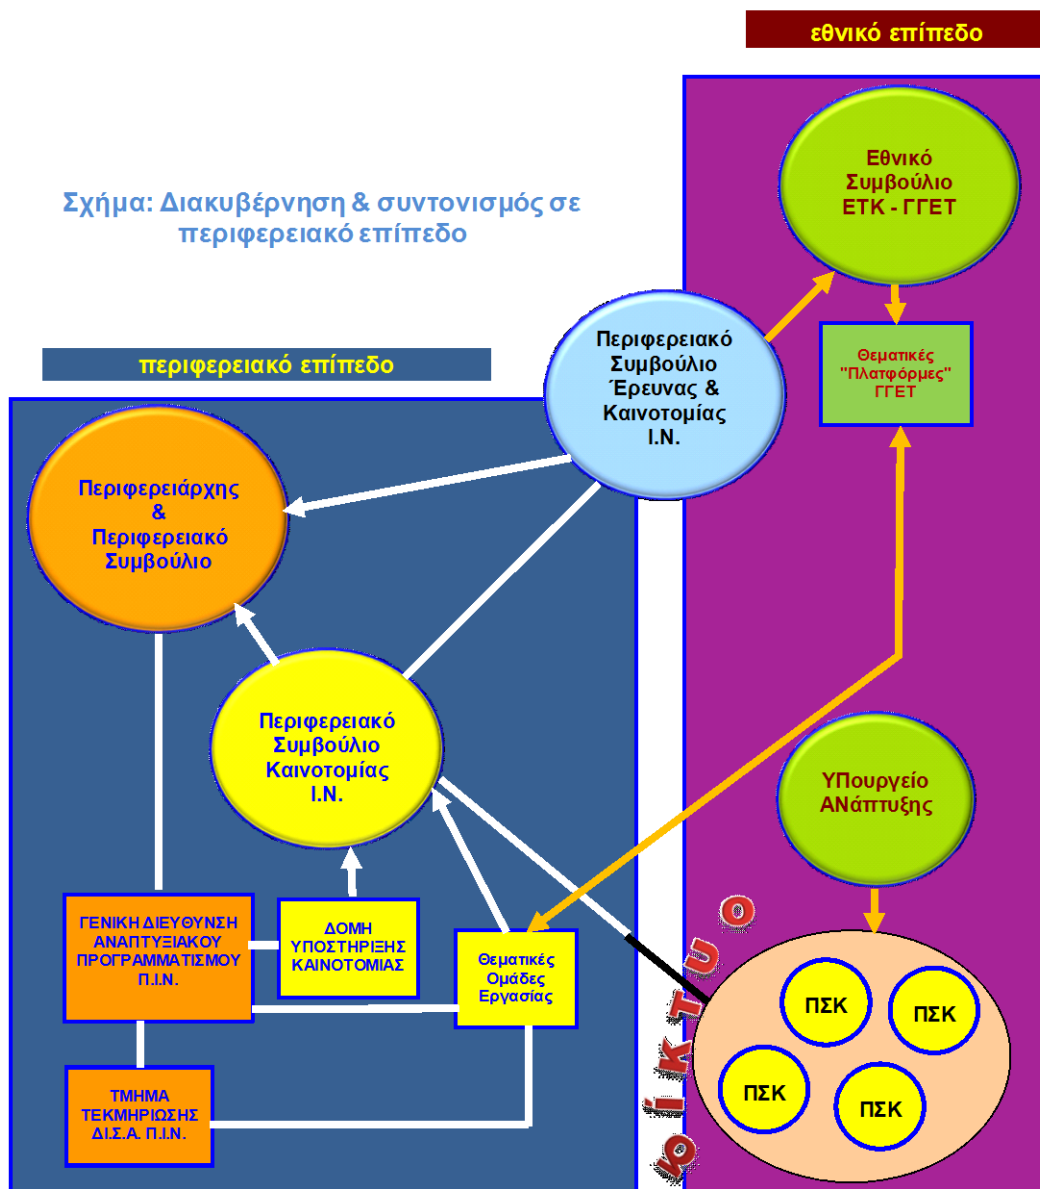 εθνικό επίπεδο
Εθνικό
Συμβούλιο
ΕΤΚ - ΓΓΕΤ
Σχήμα: Διακυβέρνηση & συντονισμός σε
περιφερειακό επίπεδο
Περιφερειακό
Συμβούλιο
Έρευνας &
Καινοτομίας
Ι.Ν.
Θεματικές
"Πλατφόρμες"
ΓΓΕΤ
περιφερειακό επίπεδο
Περιφερειάρχης
&
Περιφερειακό
Συμβούλιο
Περιφερειακό
Συμβούλιο
Καινοτομίας
Ι.Ν.
ΥΠουργείο
ΑΝάπτυξης
ΓΕΝΙΚΗ ΔΙΕΥΘΥΝΣΗ
ΑΝΑΠΤΥΞΙΑΚΟΥ
ΠΡΟΓΡΑΜΜΑΤΙΣΜΟΥ
Π.Ι.Ν.
ΔΟΜΗ
ΥΠΟΣΤΗΡΙΞΗΣ
ΚΑΙΝΟΤΟΜΙΑΣ
Θεματικές
Ομάδες
Εργασίας
ΤΜΗΜΑ
ΤΕΚΜΗΡΙΩΣΗΣ
ΔΙ.Σ.Α. Π.Ι.Ν.
δίκτυο
ΠΣΚ
ΠΣΚ
ΠΣΚ
ΠΣΚ